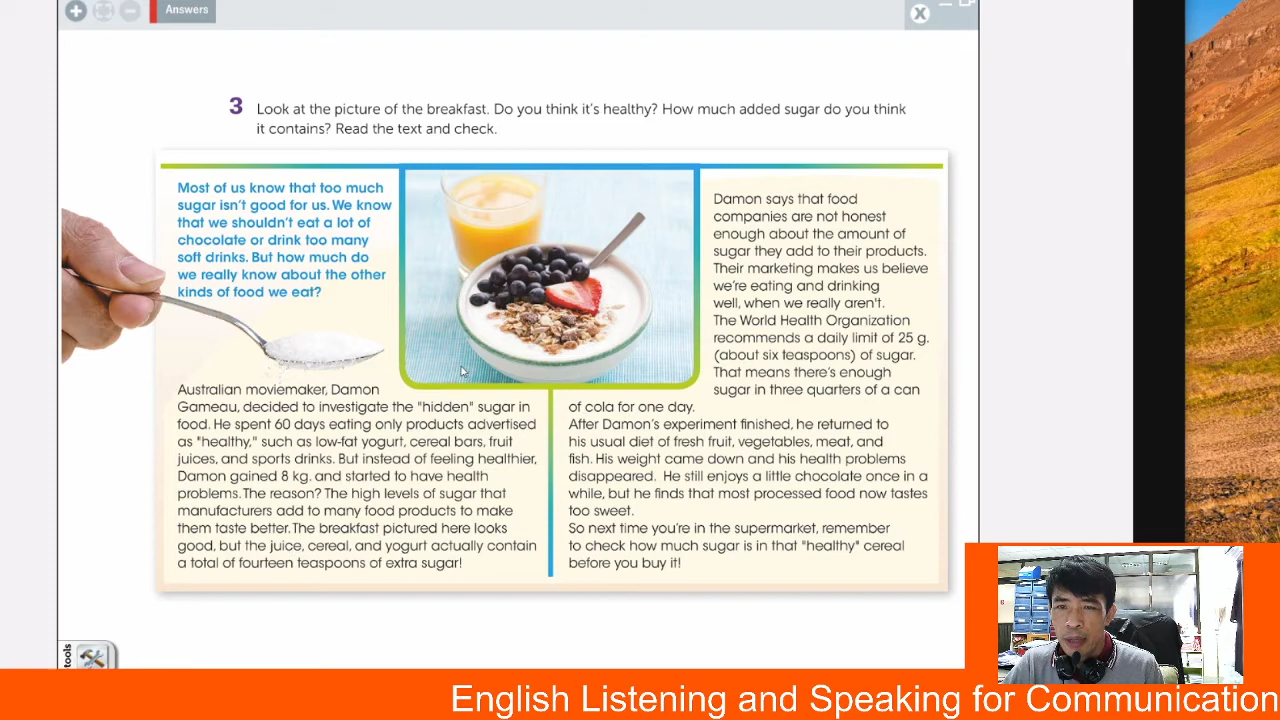 Answers
3 Look at the picture of the breakfast. Do you think it's healthy? How much added sugar do you think
it contains? Read the text and check.
Most of us know that too much
sugar isn't good for us. We know
that we shouldn't eat a lot of
chocolate or drink too many
soft drinks. But how much do
we really know about the other
kinds of food we eat?
Australian moviemaker, Damon
Gameau, decided to investigate the "hidden" sugar in
food. He spent 60 days eating only products advertised
as "healthy," such as low-fat yogurt, cereal bars, fruit
juices, and sports drinks. But instead of feeling healthier,
Damon gained 8 kg. and started to have health
problems. The reason? The high levels of sugar that
manufacturers add to many food products to make
them taste better. The breakfast pictured here looks
good, but the juice, cereal, and yogurt actually contain
a total of fourteen teaspoons of extra sugar!
Damon says that food
companies are not honest
enough about the amount of
sugar they add to their products.
Their marketing makes us believe
we're eating and drinking
well, when we really aren't.
The World Health Organization
recommends a daily limit of 25 g.
(about six teaspoons) of sugar.
That means there's enough
sugar in three quarters of a can
of cola for one day.
After Damon's experiment finished, he returned to
his usual diet of fresh fruit, vegetables, meat, and
fish. His weight came down and his health problems
disappeared. He still enjoys a little chocolate once in a
while, but he finds that most processed food now tastes
too sweet.
So next time you're in the supermarket, remember
to check how much sugar is in that "healthy" cereal
before you buy it!
tools
English Listening and Speaking for Communication